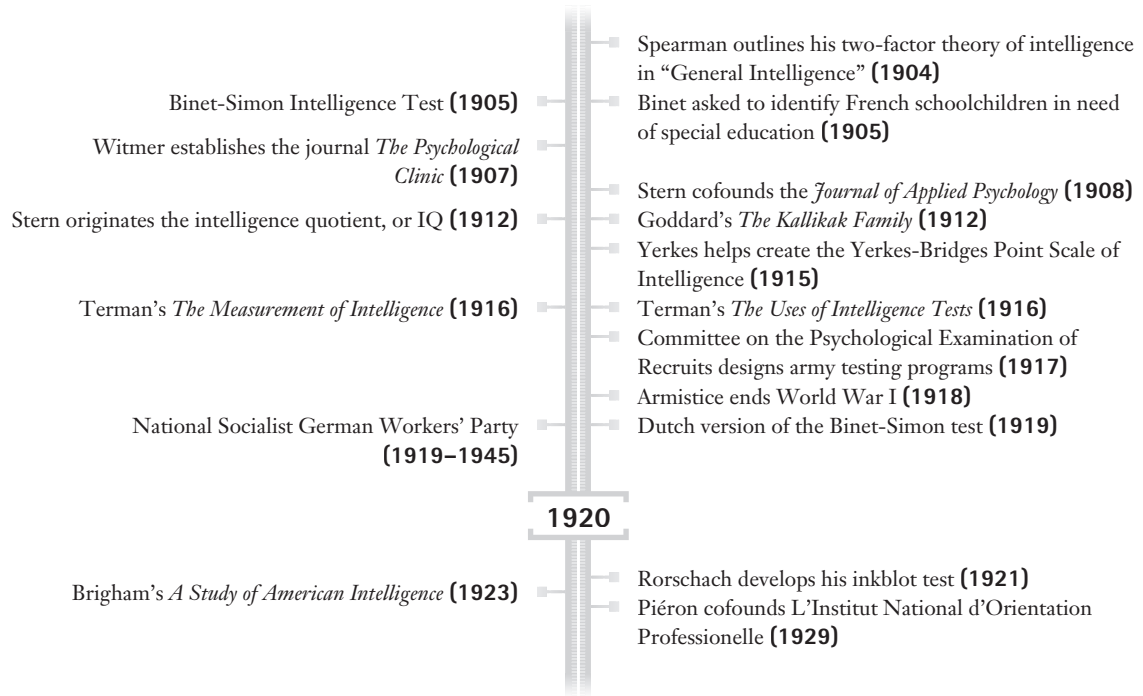 Spearman outlines his two-factor theory of intelligence
in “General Intelligence” (1904)
Binet-Simon Intelligence Test (1905)
Binet asked to identify French schoolchildren in need
of special education (1905)
Witmer establishes the journal The Psychological
Clinic (1907)
Stern cofounds the Journal of Applied Psychology (1908)
Stern originates the intelligence quotient, or IQ (1912)
Goddard’s The Kallikak Family (1912)
Yerkes helps create the Yerkes-Bridges Point Scale of
Intelligence (1915)
Terman’s The Measurement of Intelligence (1916)
Terman’s The Uses of Intelligence Tests (1916)
Committee on the Psychological Examination of
Recruits designs army testing programs (1917)
Armistice ends World War I (1918)
National Socialist German Workers’ Party
(1919–1945)
Dutch version of the Binet-Simon test (1919)
1920
Rorschach develops his inkblot test (1921)
Brigham’s A Study of American Intelligence (1923)
Piéron cofounds L’Institut National d’Orientation
Professionelle (1929)